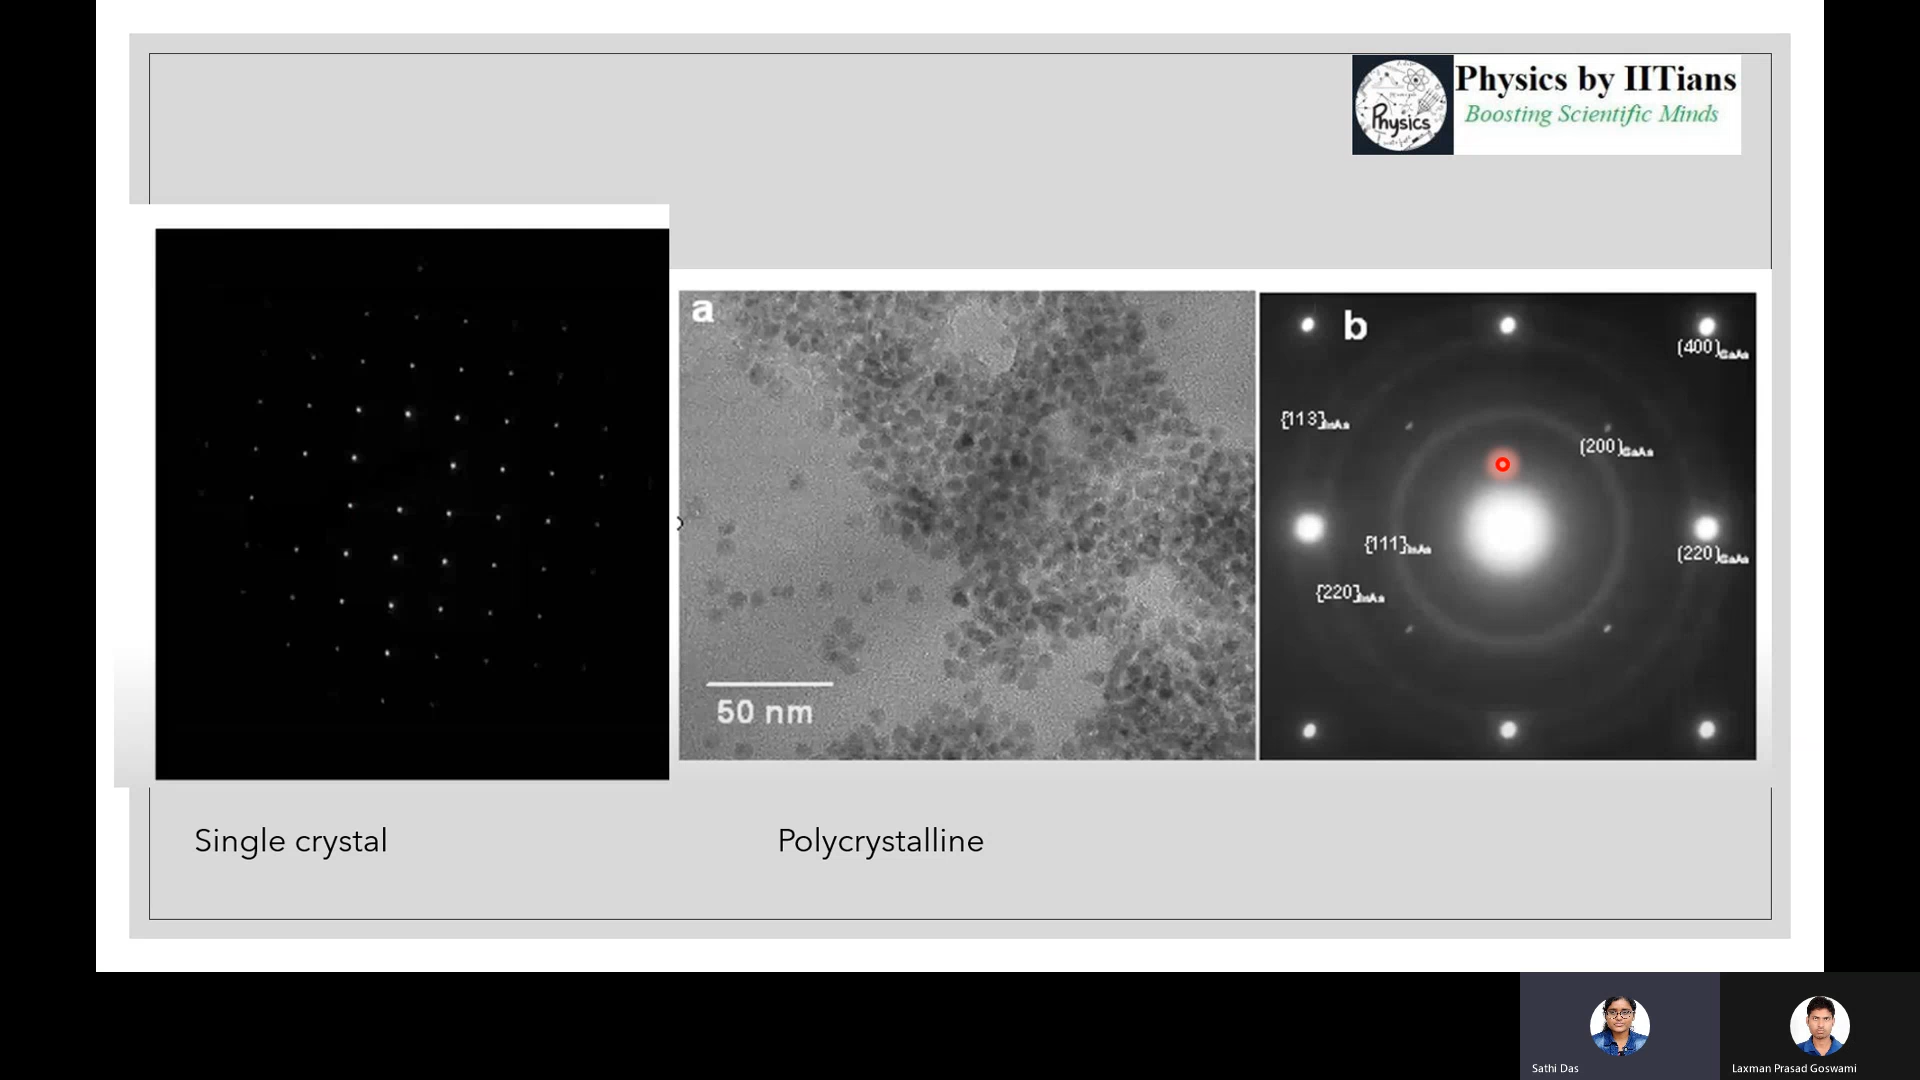 Physics by IITians
Boosting Scientific Minds
Physics
a
50 nm
b
(400)GaAs
{113}InAs
(200)GaAs
{111}InAs
(220)GaAs
{220}InAs
Single crystal
Polycrystalline
Sathi Das
Laxman Prasad Goswami